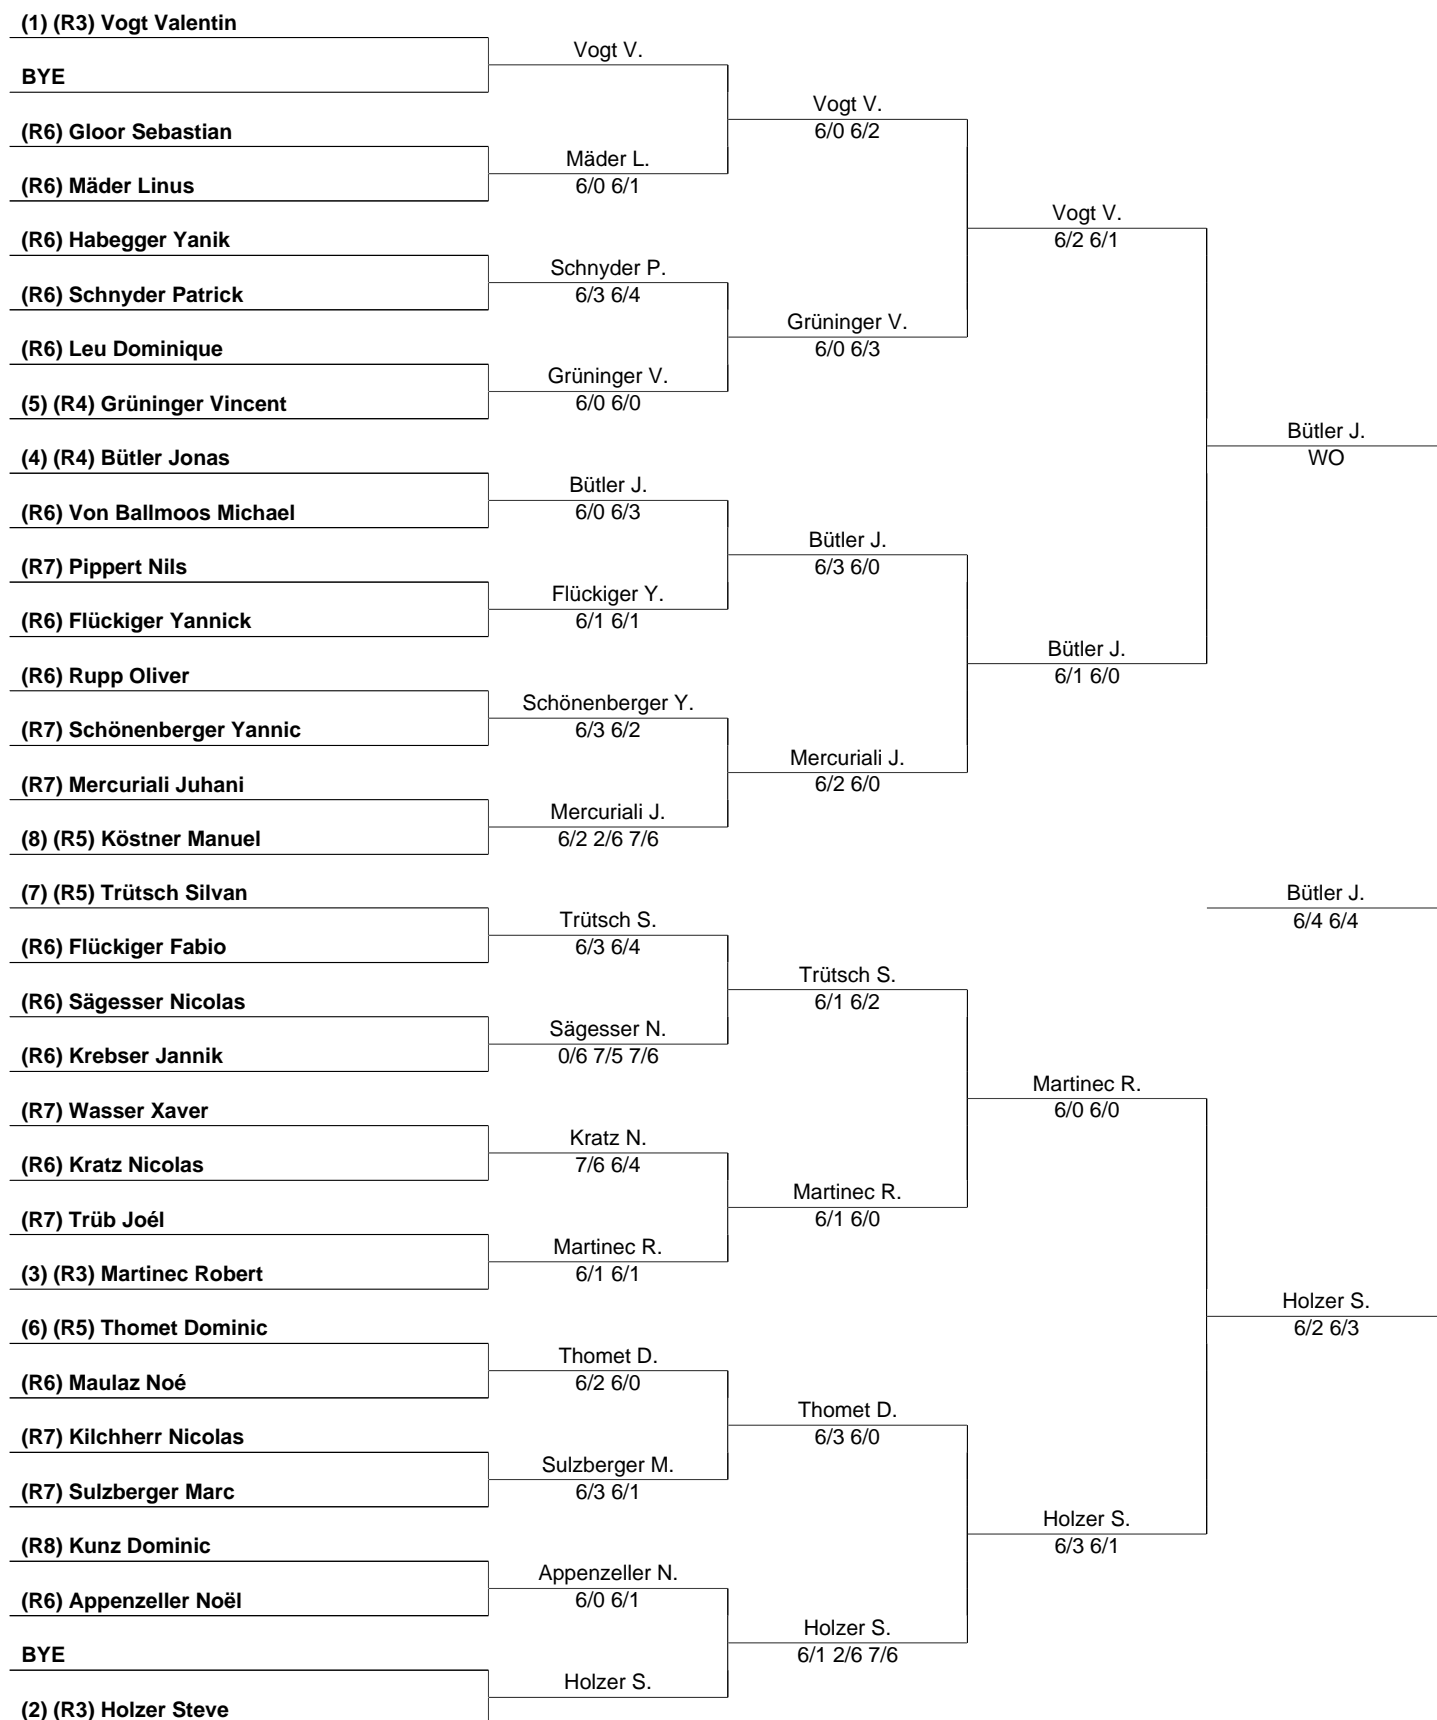 (1) (R3) Vogt Valentin
Vogt V.
BYE
Vogt V.
6/0 6/2
(R6) Gloor Sebastian
Mäder L.
6/0 6/1
(R6) Mäder Linus
Vogt V.
6/2 6/1
(R6) Habegger Yanik
Schnyder P.
6/3 6/4
(R6) Schnyder Patrick
Grüninger V.
6/0 6/3
(R6) Leu Dominique
Grüninger V.
6/0 6/0
(5) (R4) Grüninger Vincent
Bütler J.
WO
(4) (R4) Bütler Jonas
Bütler J.
6/0 6/3
(R6) Von Ballmoos Michael
Bütler J.
6/3 6/0
(R7) Pippert Nils
Flückiger Y.
6/1 6/1
(R6) Flückiger Yannick
Bütler J.
6/1 6/0
(R6) Rupp Oliver
Schönenberger Y.
6/3 6/2
(R7) Schönenberger Yannic
Mercuriali J.
6/2 6/0
(R7) Mercuriali Juhani
Mercuriali J.
6/2 2/6 7/6
(8) (R5) Köstner Manuel
(7) (R5) Trütsch Silvan
Bütler J.
6/4 6/4
Trütsch S.
6/3 6/4
(R6) Flückiger Fabio
Trütsch S.
6/1 6/2
(R6) Sägesser Nicolas
Sägesser N.
0/6 7/5 7/6
(R6) Krebser Jannik
Martinec R.
6/0 6/0
(R7) Wasser Xaver
Kratz N.
7/6 6/4
(R6) Kratz Nicolas
Martinec R.
6/1 6/0
(R7) Trüb Joél
Martinec R.
6/1 6/1
(3) (R3) Martinec Robert
Holzer S.
6/2 6/3
(6) (R5) Thomet Dominic
Thomet D.
6/2 6/0
(R6) Maulaz Noé
Thomet D.
6/3 6/0
(R7) Kilchherr Nicolas
Sulzberger M.
6/3 6/1
(R7) Sulzberger Marc
Holzer S.
6/3 6/1
(R8) Kunz Dominic
Appenzeller N.
6/0 6/1
(R6) Appenzeller Noël
Holzer S.
6/1 2/6 7/6
BYE
Holzer S.
(2) (R3) Holzer Steve